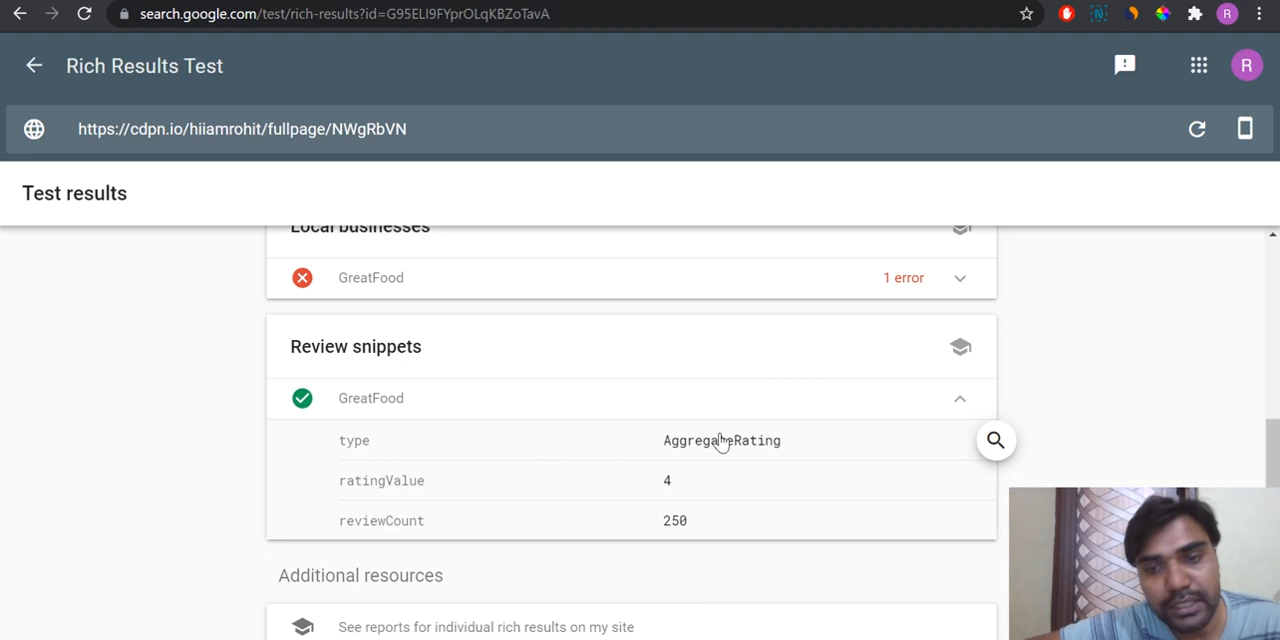 search.google.com/test/rich-results?id=G95ELI9FYprOLqKBZoTavA
R
Rich Results Test
R
https://cdpn.io/hiiamrohit/fullpage/NWgRbVN
Test results
Local businesses
GreatFood 1 error
Review snippets
GreatFood
type AggregateRating
ratingValue 4
reviewCount 250
Additional resources
See reports for individual rich results on my site